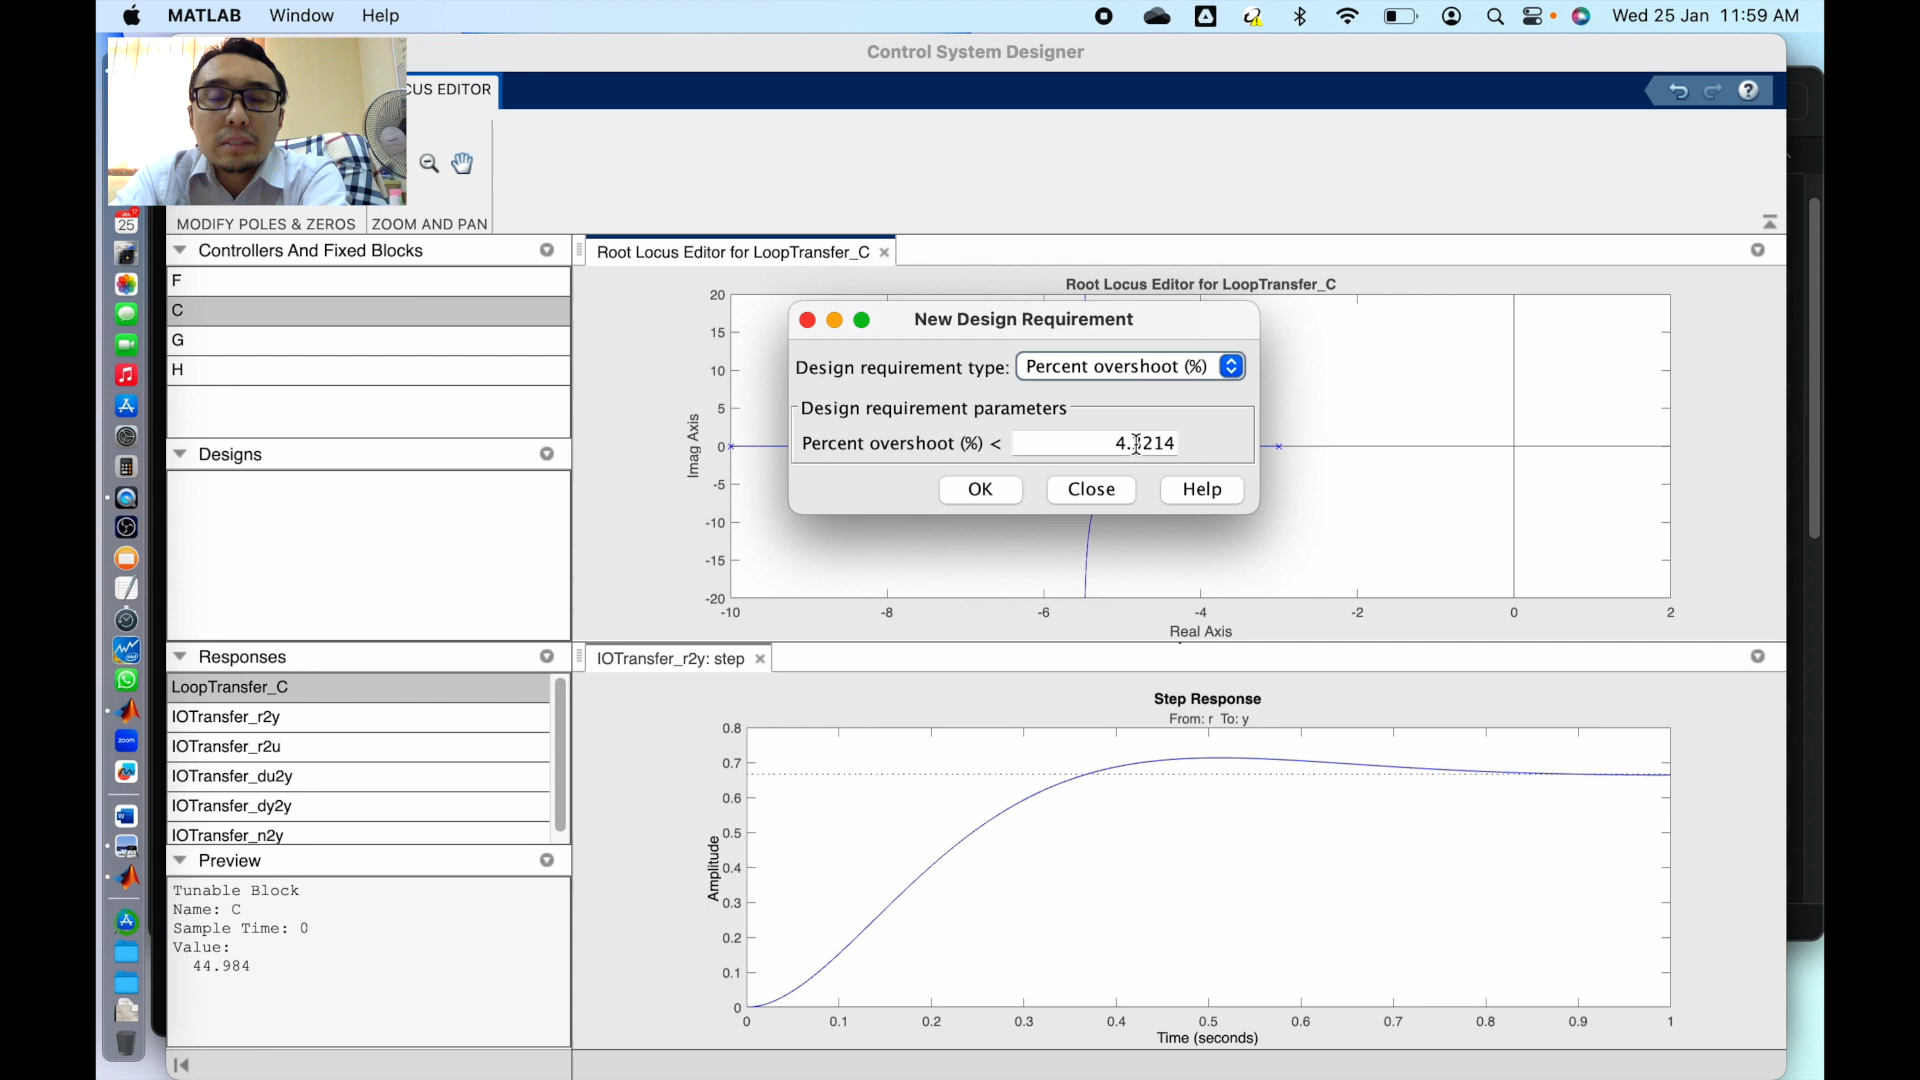 MATLAB Window Help
Wed 25 Jan 11:59 AM
Control System Designer
CUS EDITOR
MODIFY POLES & ZEROS
ZOOM AND PAN
25
zoom
Controllers And Fixed Blocks
F
C
G
H
Designs
Responses
LoopTransfer_C
IOTransfer_r2y
IOTransfer_r2u
IOTransfer_du2y
IOTransfer_dy2y
IOTransfer_n2y
Preview
Tunable Block
Name: C
Sample Time: 0
Value:
44.984
Root Locus Editor for LoopTransfer_C
Root Locus Editor for LoopTransfer_C
20
15
10
5
0
-5
-10
-15
-20
Imag Axis
-10 -8 -6 -4 -2 0 2
Real Axis
New Design Requirement
Design requirement type: Percent overshoot (%)
Design requirement parameters
Percent overshoot (%) <
OK Close Help
IOTransfer_r2y: step
Step Response
From: r To: y
0.8
0.7
0.6
0.5
0.4
0.3
0.2
0.1
0
Amplitude
0 0.1 0.2 0.3 0.4 0.5 0.6 0.7 0.8 0.9 1
Time (seconds)